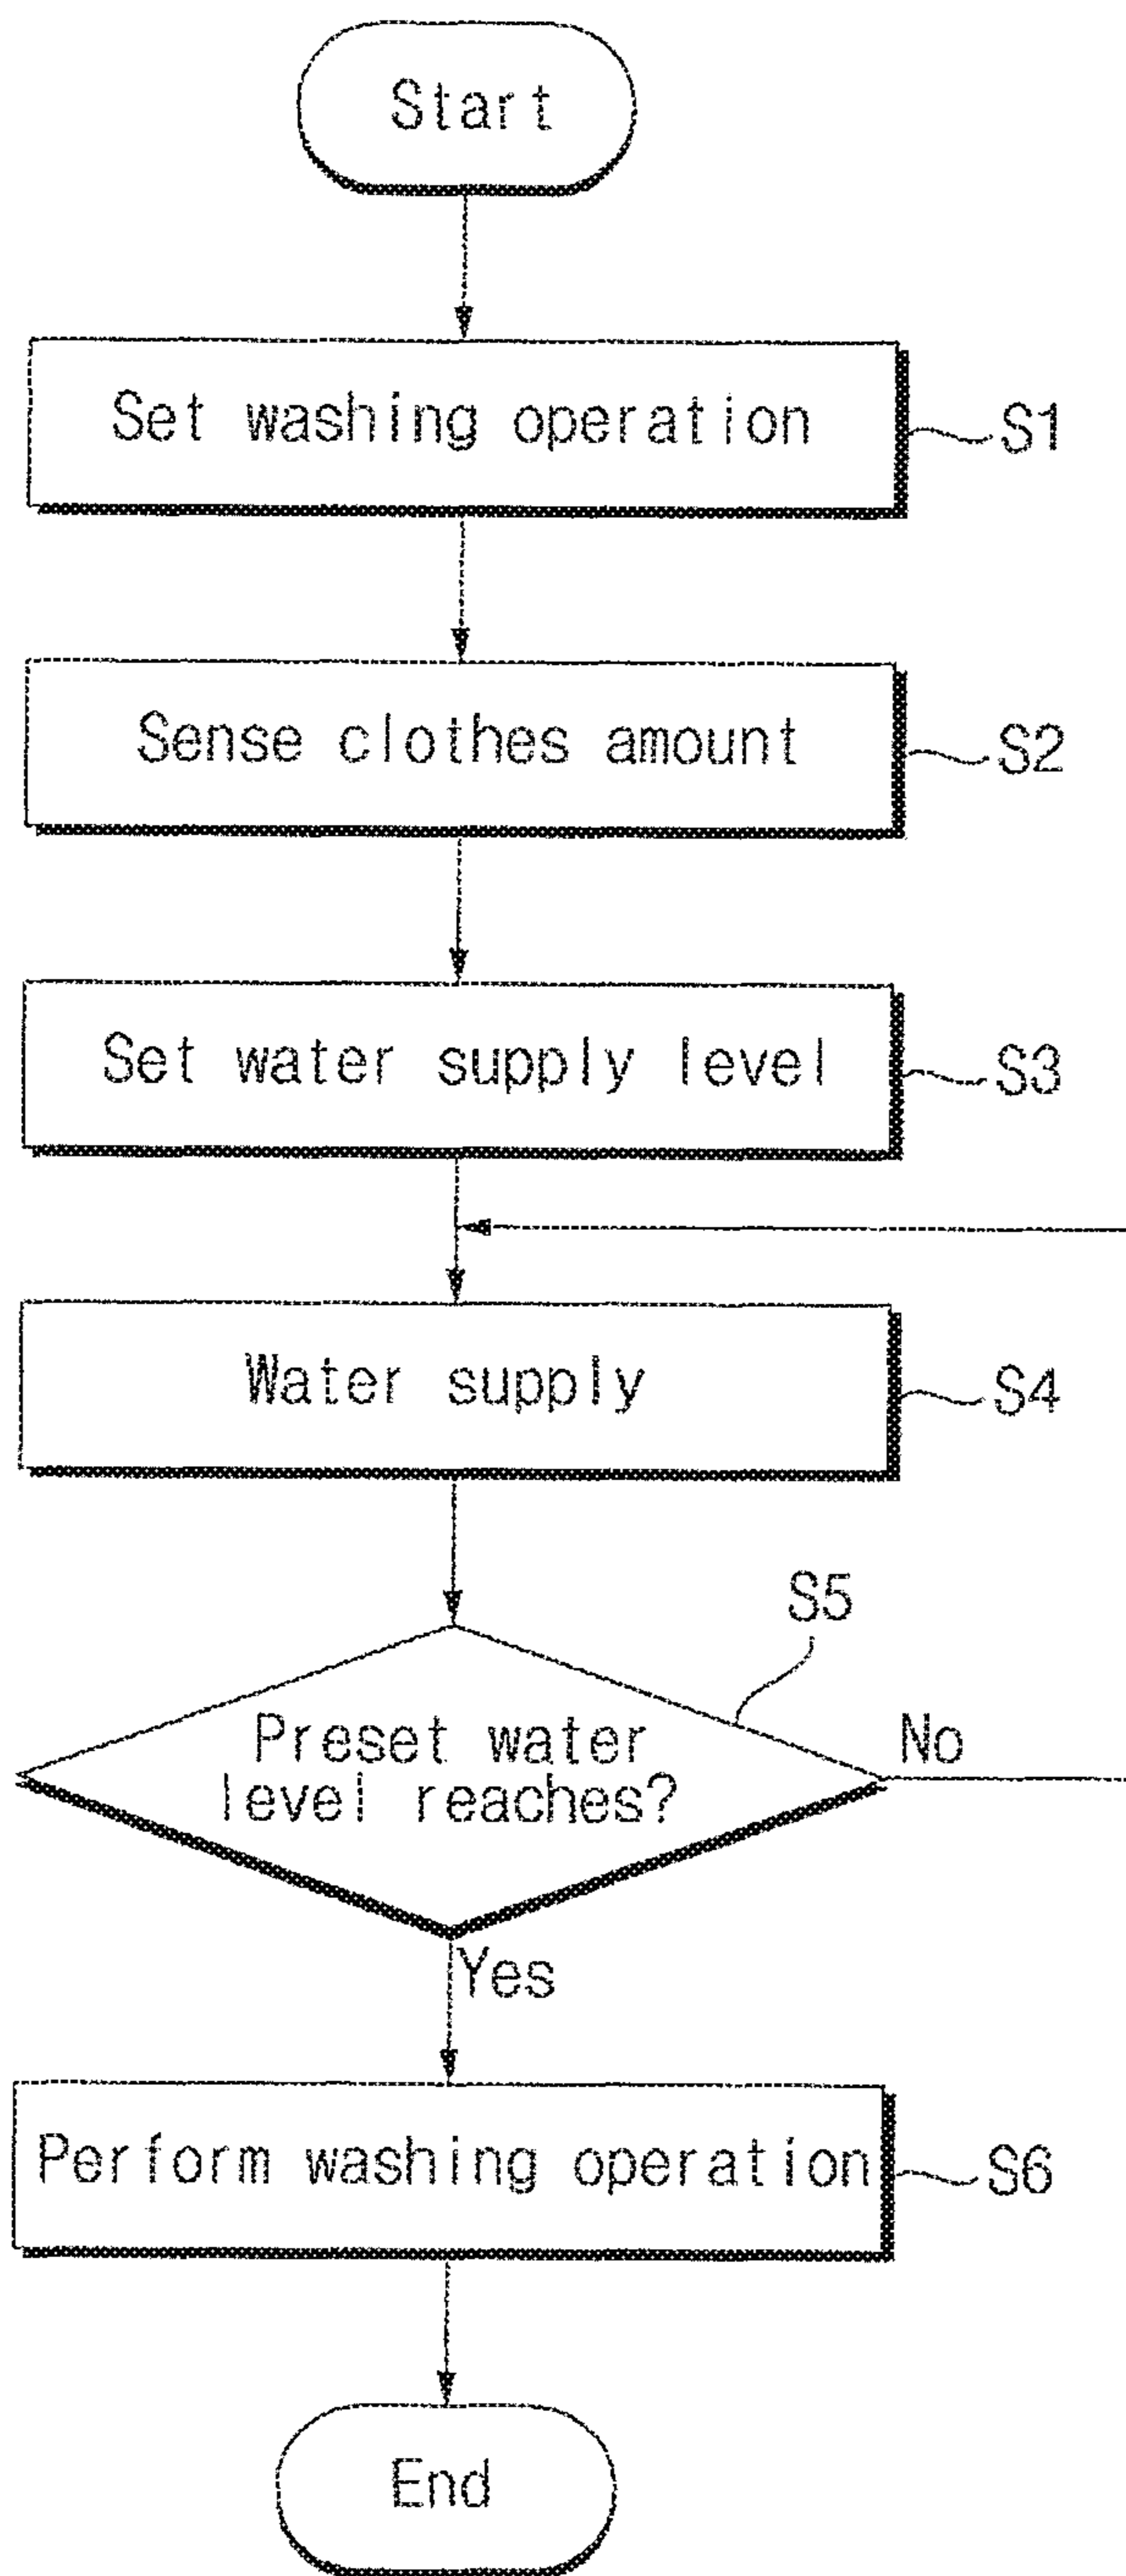 Start
Set washing operation
S1
Sense clothes amount
S2
Set water supply level
S3
Water supply
S4
S5
Preset water
level reaches?
No
Yes
Perform washing operation
S6
End